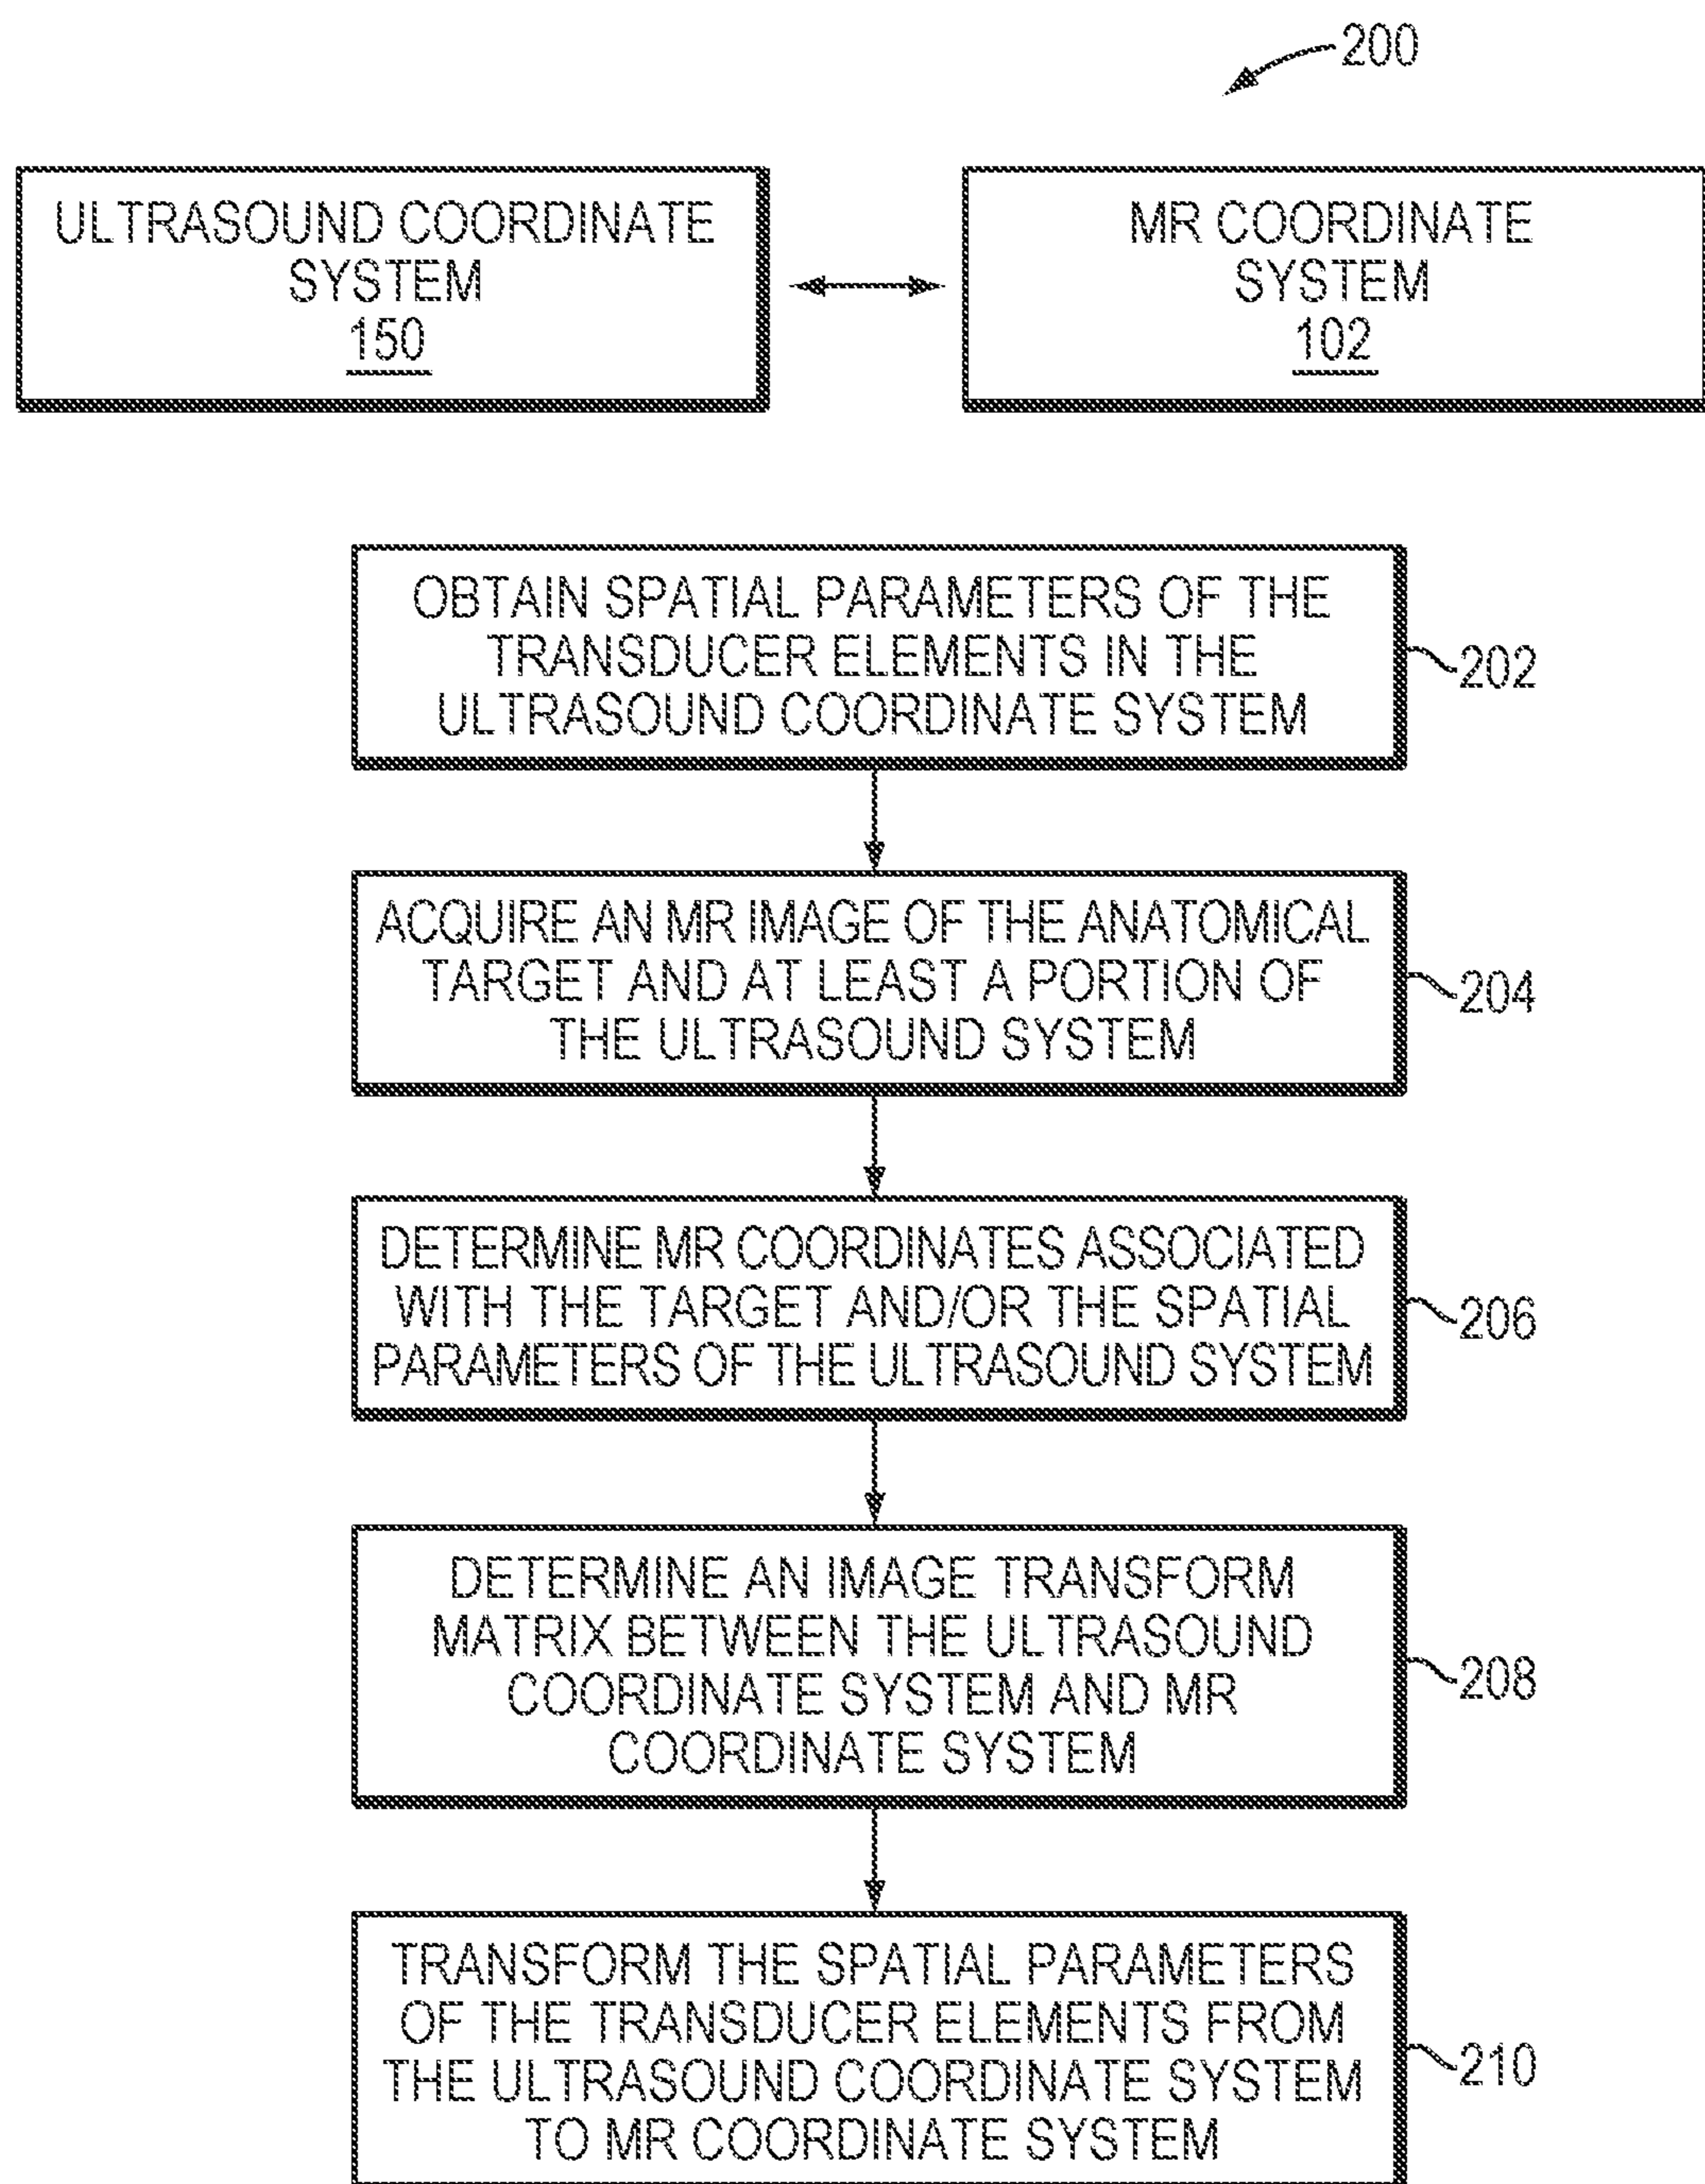 200
ULTRASOUND COORDINATE
SYSTEM
150
MR COORDINATE
SYSTEM
102
OBTAIN SPATIAL PARAMETERS OF THE
TRANSDUCER ELEMENTS IN THE
ULTRASOUND COORDINATE SYSTEM
202
ACQUIRE AN MR IMAGE OF THE ANATOMICAL
TARGET AND AT LEAST A PORTION OF
THE ULTRASOUND SYSTEM
204
DETERMINE MR COORDINATES ASSOCIATED
WITH THE TARGET AND/OR THE SPATIAL
PARAMETERS OF THE ULTRASOUND SYSTEM
206
DETERMINE AN IMAGE TRANSFORM
MATRIX BETWEEN THE ULTRASOUND
COORDINATE SYSTEM AND MR
COORDINATE SYSTEM
208
TRANSFORM THE SPATIAL PARAMETERS
OF THE TRANSDUCER ELEMENTS FROM
THE ULTRASOUND COORDINATE SYSTEM
TO MR COORDINATE SYSTEM
210